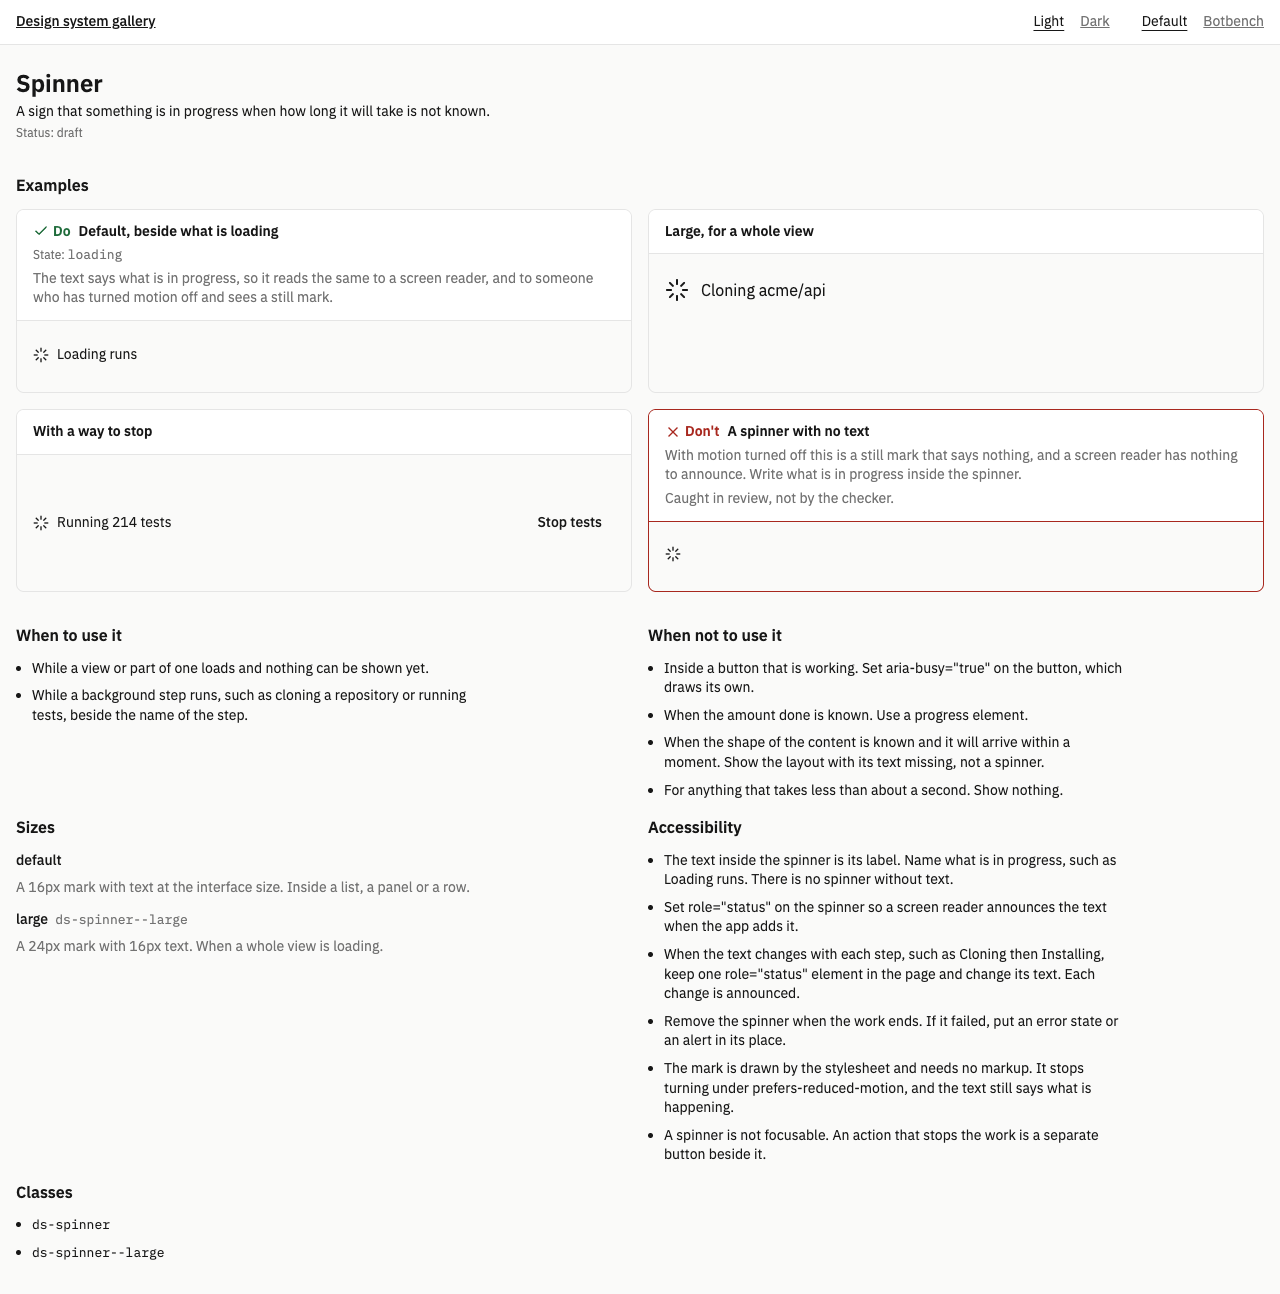 Design system gallery
Light Dark Default Botbench
Spinner
A sign that something is in progress when how long it will take is not known.
Status: draft
Examples
Do Default, beside what is loading
State: loading
The text says what is in progress, so it reads the same to a screen reader, and to someone
who has turned motion off and sees a still mark.
Loading runs
Large, for a whole view
Cloning acme/api
With a way to stop
Running 214 tests
Stop tests
Don't A spinner with no text
With motion turned off this is a still mark that says nothing, and a screen reader has nothing
to announce. Write what is in progress inside the spinner.
Caught in review, not by the checker.
When to use it
While a view or part of one loads and nothing can be shown yet.
While a background step runs, such as cloning a repository or running
tests, beside the name of the step.
When not to use it
Inside a button that is working. Set aria-busy="true" on the button, which
draws its own.
When the amount done is known. Use a progress element.
When the shape of the content is known and it will arrive within a
moment. Show the layout with its text missing, not a spinner.
For anything that takes less than about a second. Show nothing.
Sizes
default
A 16px mark with text at the interface size. Inside a list, a panel or a row.
large ds-spinner--large
A 24px mark with 16px text. When a whole view is loading.
Accessibility
The text inside the spinner is its label. Name what is in progress, such as
Loading runs. There is no spinner without text.
Set role="status" on the spinner so a screen reader announces the text
when the app adds it.
When the text changes with each step, such as Cloning then Installing,
keep one role="status" element in the page and change its text. Each
change is announced.
Remove the spinner when the work ends. If it failed, put an error state or
an alert in its place.
The mark is drawn by the stylesheet and needs no markup. It stops
turning under prefers-reduced-motion, and the text still says what is
happening.
A spinner is not focusable. An action that stops the work is a separate
button beside it.
Classes
ds-spinner
ds-spinner--large